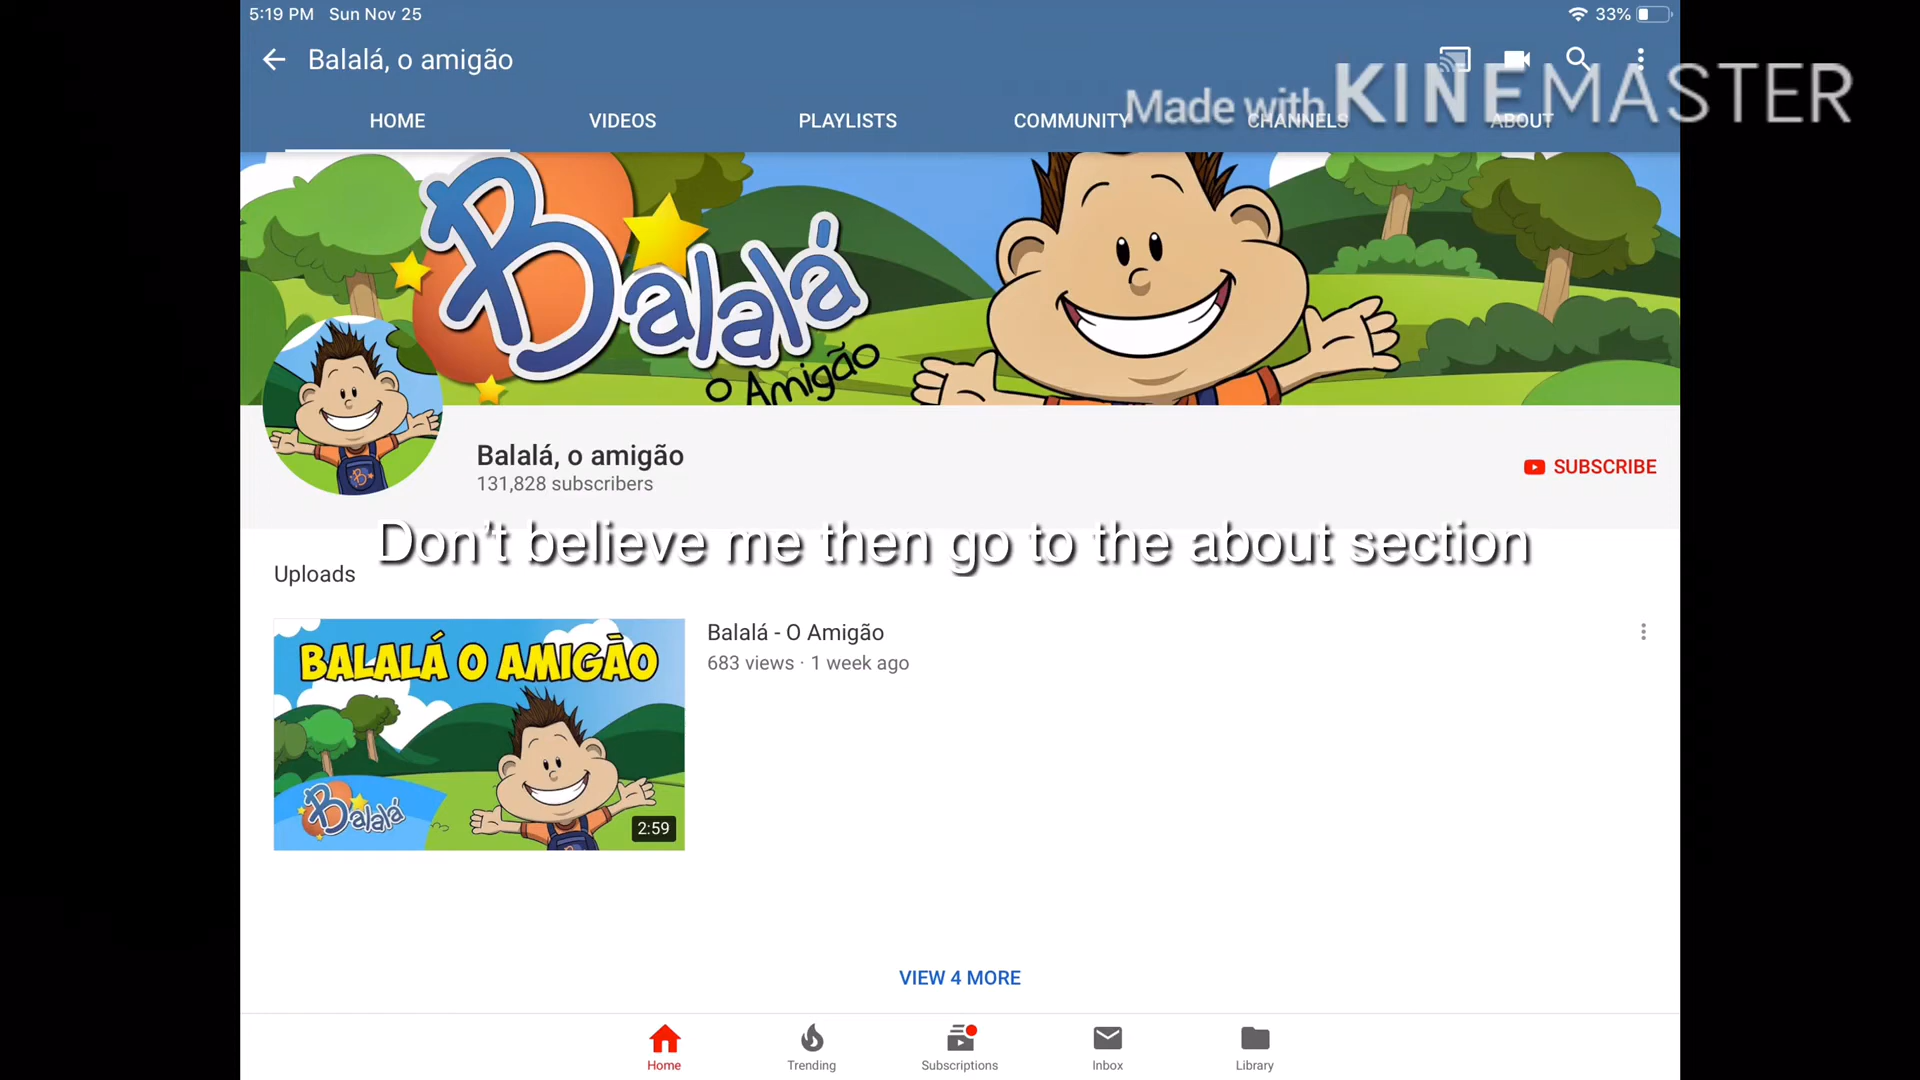 5:19 PM Sun Nov 25
33%
Balalá, o amigão
Made with KINEMASTER
HOME VIDEOS PLAYLISTS COMMUNITY CHANNELS ABOUT
Balalá
o Amigão
B
Balalá, o amigão
131,828 subscribers
SUBSCRIBE
Don't believe me then go to the about section
Uploads
BALALÁ O AMIGÃO
Balalá
2:59
Balalá - O Amigão
683 views · 1 week ago
VIEW 4 MORE
Home Trending Subscriptions Inbox Library